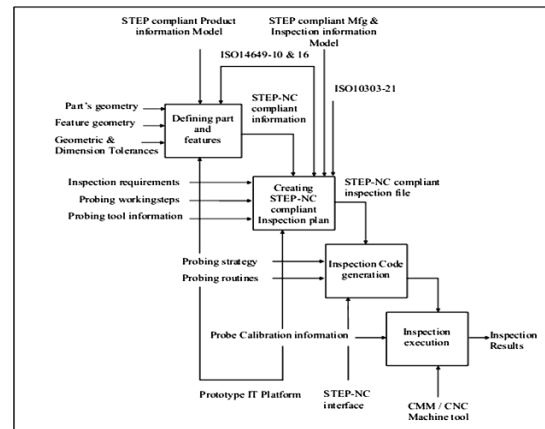 STEP compliant Product
information Model
STEP compliant Mfg &
Inspection information
Model
ISO14649-10 & 16
ISO10303-21
Part's geometry
Feature geometry
Geometric &
Dimension Tolerances
Defining part
and
features
STEP-NC
compliant
information
Inspection requirements
Probing workingsteps
Probing tool information
Creating
STEP-NC
compliant
Inspection plan
STEP-NC compliant
inspection file
Probing strategy
Probing routines
Inspection Code
generation
Probe Calibration information
Inspection
execution
Inspection
Results
Prototype IT Platform
STEP-NC
interface
CMM / CNC
Machine tool